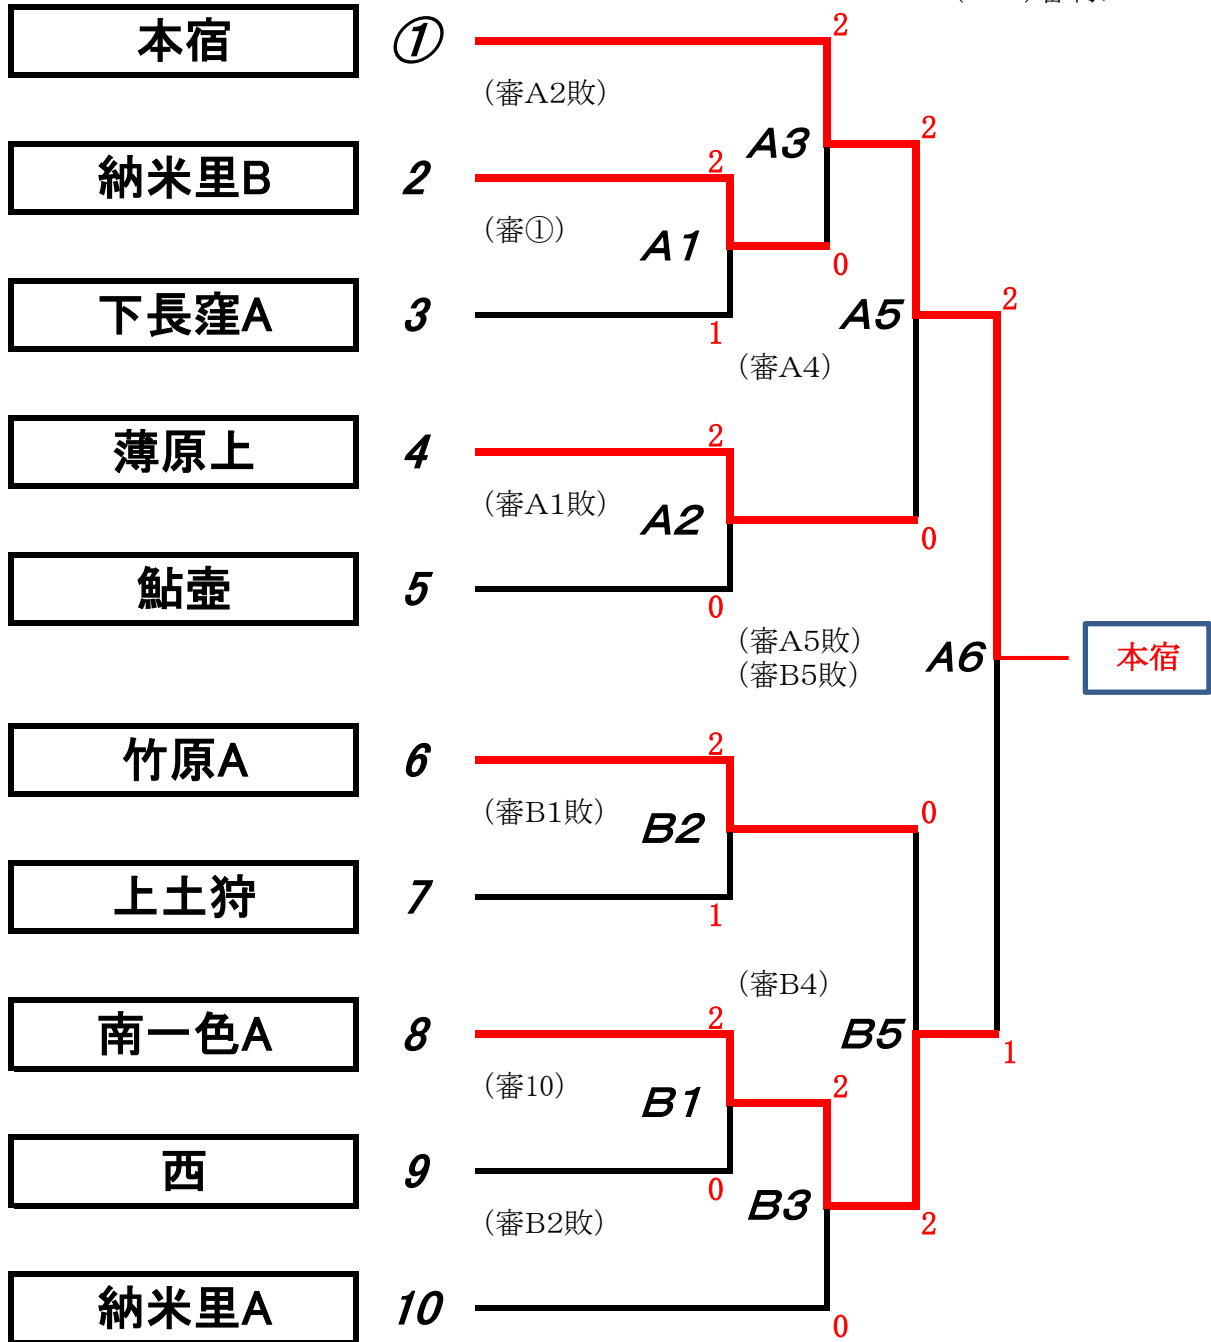 本宿 ① 2
(審A2敗)
A3 2
納米里B 2 2
(審①) A1
0
下長窪A 3 A5 2
1
(審A4)
薄原上 4 2
(審A1敗) A2
0
鮎壺 5
0
(審A5敗)
(審B5敗) A6 本宿
竹原A 6 2
(審B1敗) B2 0
上土狩 7
1
(審B4)
南一色A 8 2 B5
1
(審10) B1 2
西 9
0 B3
(審B2敗) 2
納米里A 10
0